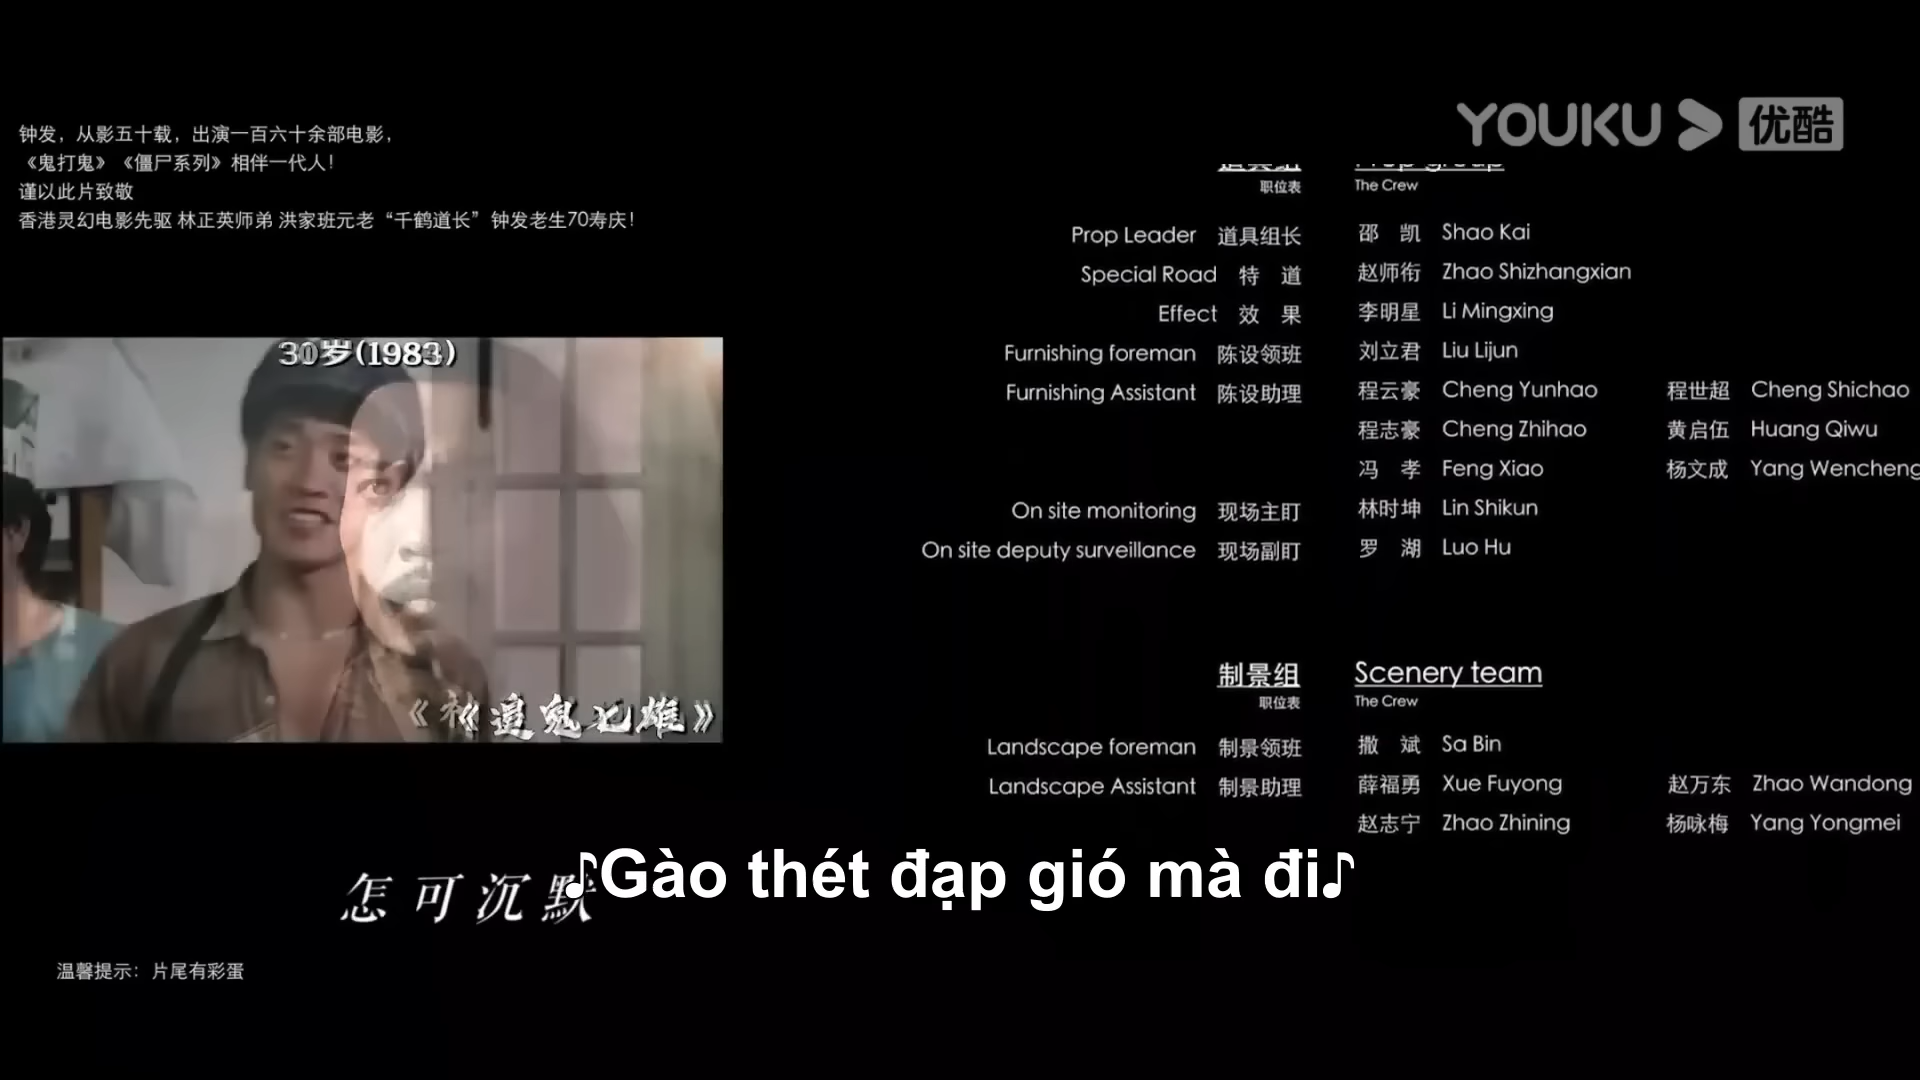 YOUKU 优酷
钟发，从影五十载，出演一百六十余部电影，
《鬼打鬼》《僵尸系列》相伴一代人！
谨以此片致敬
香港灵幻电影先驱 林正英师弟 洪家班元老“千鹤道长”钟发老生70寿庆！
道具组 Prop group
职位表 The Crew
Prop Leader 道具组长 邵 凯 Shao Kai
Special Road 特 道 赵师衔 Zhao Shizhangxian
Effect 效 果 李明星 Li Mingxing
Furnishing foreman 陈设领班 刘立君 Liu Lijun
Furnishing Assistant 陈设助理 程云豪 Cheng Yunhao 程世超 Cheng Shichao
程志豪 Cheng Zhihao 黄启伍 Huang Qiwu
冯 孝 Feng Xiao 杨文成 Yang Wencheng
On site monitoring 现场主盯 林时坤 Lin Shikun
On site deputy surveillance 现场副盯 罗 湖 Luo Hu
30岁(1983)
追鬼七雄》
制景组 Scenery team
职位表 The Crew
Landscape foreman 制景领班 撒 斌 Sa Bin
Landscape Assistant 制景助理 薛福勇 Xue Fuyong 赵万东 Zhao Wandong
赵志宁 Zhao Zhining 杨咏梅 Yang Yongmei
♪Gào thét đạp gió mà đi♪
怎可沉默
温馨提示：片尾有彩蛋